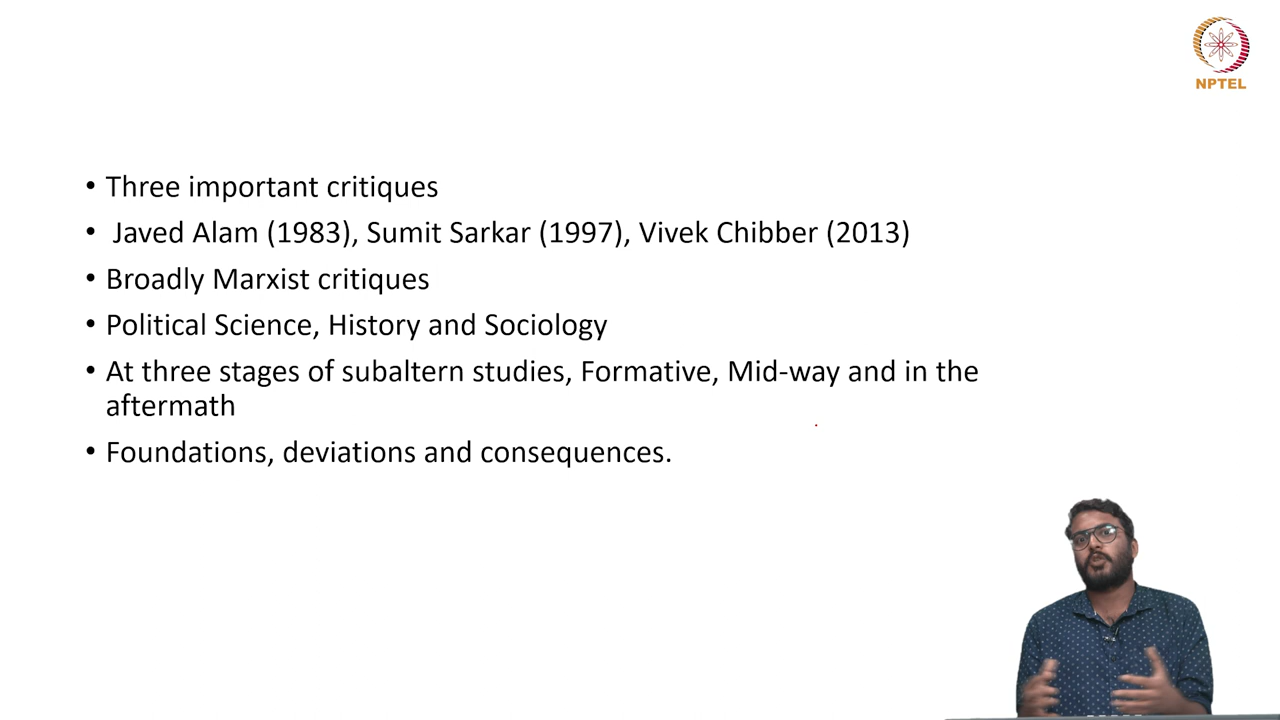 NPTEL
• Three important critiques
• Javed Alam (1983), Sumit Sarkar (1997), Vivek Chibber (2013)
• Broadly Marxist critiques
• Political Science, History and Sociology
• At three stages of subaltern studies, Formative, Mid-way and in the
aftermath
• Foundations, deviations and consequences.